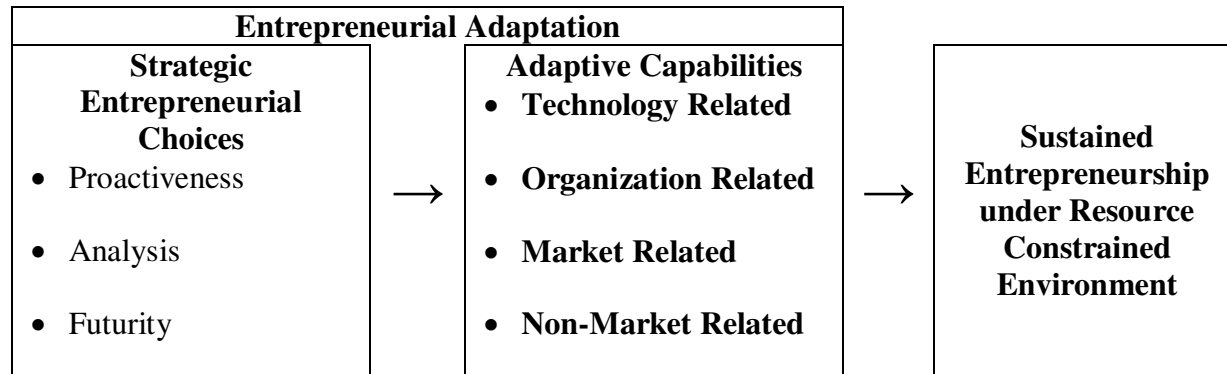 Entrepreneurial Adaptation
Strategic
Entrepreneurial
Choices
• Proactiveness
• Analysis
• Futurity
→
Adaptive Capabilities
• Technology Related
• Organization Related
• Market Related
• Non-Market Related
→
Sustained
Entrepreneurship
under Resource
Constrained
Environment